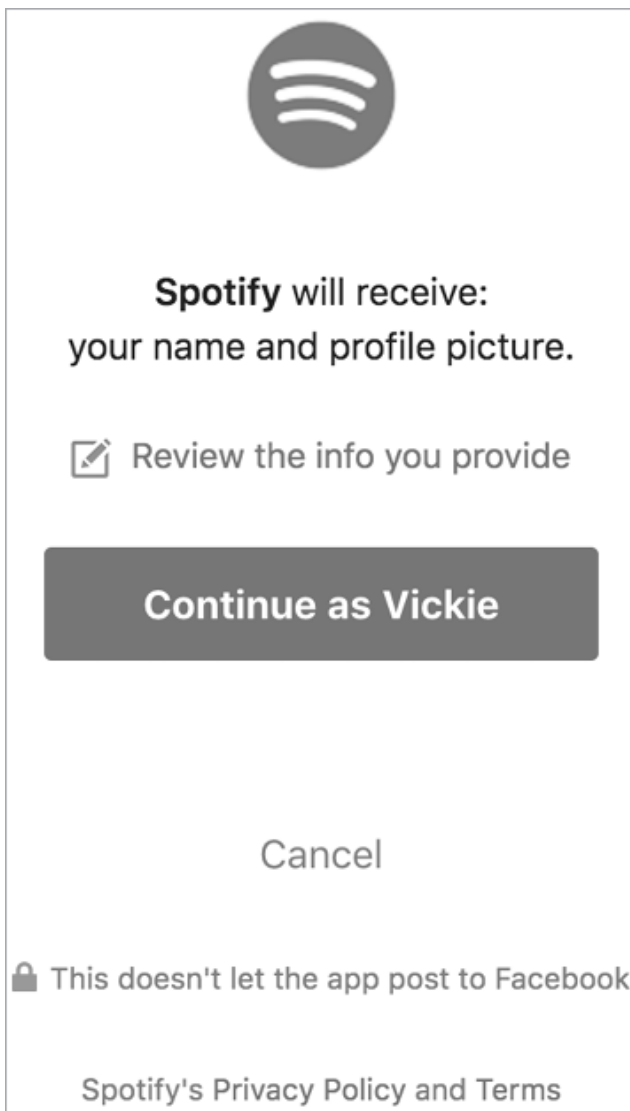 Spotify will receive:
your name and profile picture.
Review the info you provide
Continue as Vickie
Cancel
This doesn't let the app post to Facebook
Spotify's Privacy Policy and Terms